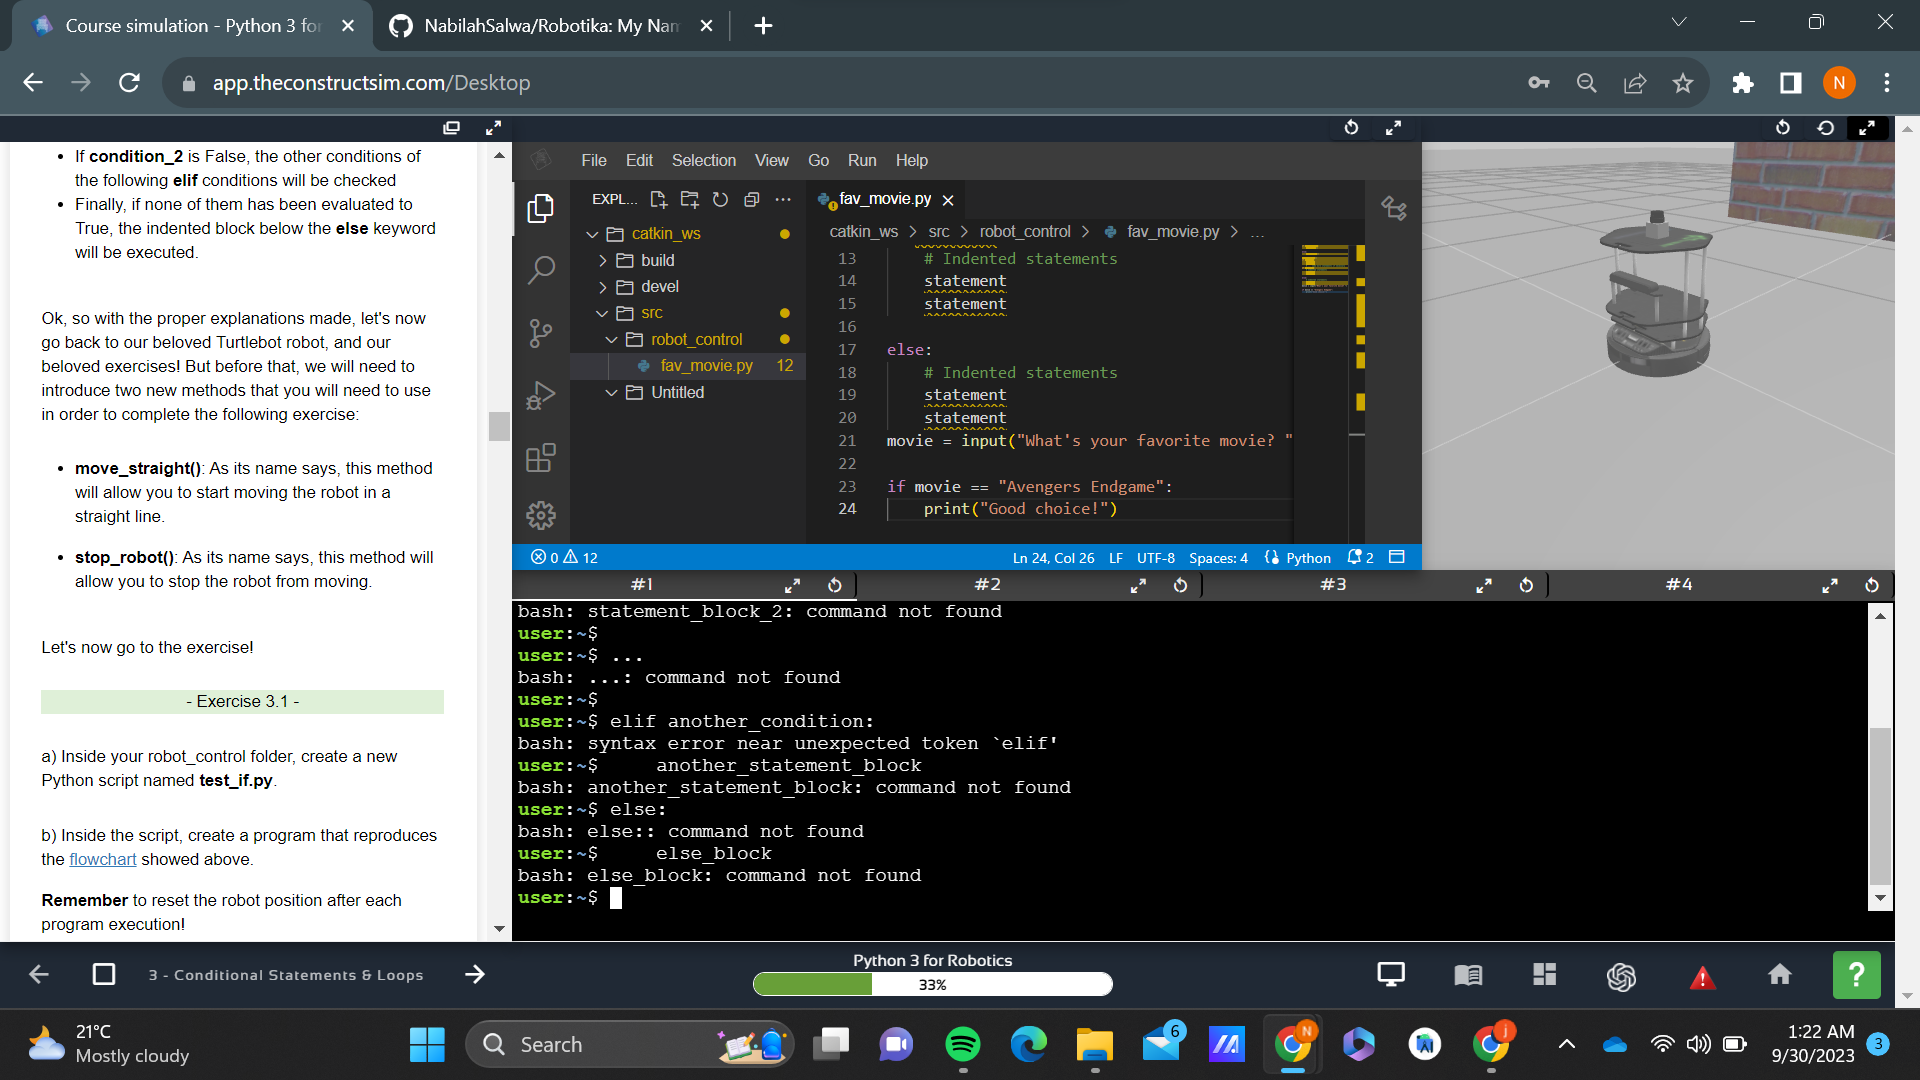 Course simulation - Python 3 for
NabilahSalwa/Robotika: My Nam
app.theconstructsim.com/Desktop
N
If condition_2 is False, the other conditions of
the following elif conditions will be checked
Finally, if none of them has been evaluated to
True, the indented block below the else keyword
will be executed.
Ok, so with the proper explanations made, let's now
go back to our beloved Turtlebot robot, and our
beloved exercises! But before that, we will need to
introduce two new methods that you will need to use
in order to complete the following exercise:
move_straight(): As its name says, this method
will allow you to start moving the robot in a
straight line.
stop_robot(): As its name says, this method will
allow you to stop the robot from moving.
Let's now go to the exercise!
- Exercise 3.1 -
a) Inside your robot_control folder, create a new
Python script named test_if.py.
b) Inside the script, create a program that reproduces
the flowchart showed above.
Remember to reset the robot position after each
program execution!
File Edit Selection View Go Run Help
EXPL...
catkin_ws
build
devel
src
robot_control
fav_movie.py 12
Untitled
fav_movie.py
catkin_ws > src > robot_control > fav_movie.py > ...
13 # Indented statements
14 statement
15 statement
16
17 else:
18 # Indented statements
19 statement
20 statement
21 movie = input("What's your favorite movie? "
22
23 if movie == "Avengers Endgame":
24 print("Good choice!")
0 12 Ln 24, Col 26 LF UTF-8 Spaces: 4 Python 2
#1 #2 #3 #4
bash: statement_block_2: command not found
user:~$
user:~$ ...
bash: ...: command not found
user:~$
user:~$ elif another_condition:
bash: syntax error near unexpected token `elif'
user:~$     another_statement_block
bash: another_statement_block: command not found
user:~$ else:
bash: else:: command not found
user:~$     else_block
bash: else_block: command not found
user:~$
3 - Conditional Statements & Loops
Python 3 for Robotics
33%
?
21°C
Mostly cloudy
Search
6
N
j
1:22 AM
9/30/2023
3